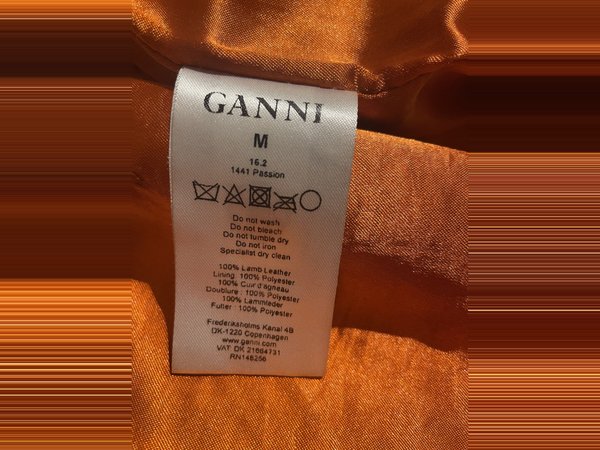 GANNI
M
16.2
1441 Passion
Do not wash
Do not bleach
Do not tumble dry
Do not iron
Specialist dry clean
100% Lamb Leather
Lining: 100% Polyester
100% Cuir d'agneau
Doublure : 100% Polyester
100% Lammleder
Futter : 100% Polyester
Frederiksholms Kanal 4B
DK-1220 Copenhagen
www.ganni.com
VAT DK 21864731
RN148256